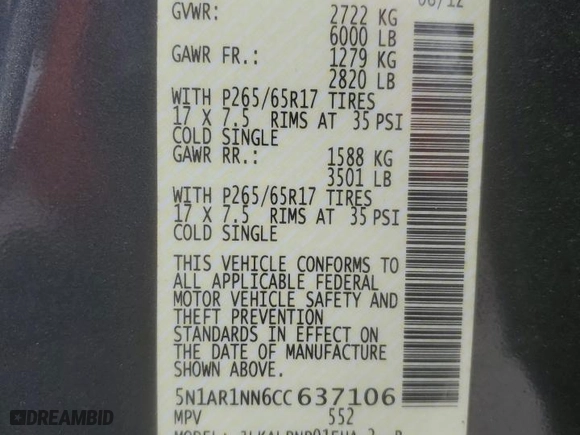 GVWR: 2722 KG
6000 LB
GAWR FR.: 1279 KG
2820 LB
WITH P265/65R17 TIRES
17 X 7.5 RIMS AT 35 PSI
COLD SINGLE
GAWR RR.: 1588 KG
3501 LB
WITH P265/65R17 TIRES
17 X 7.5 RIMS AT 35 PSI
COLD SINGLE
THIS VEHICLE CONFORMS TO
ALL APPLICABLE FEDERAL
MOTOR VEHICLE SAFETY AND
THEFT PREVENTION
STANDARDS IN EFFECT ON
THE DATE OF MANUFACTURE
SHOWN ABOVE.
5N1AR1NN6CC637106
MPV 552
DREAMBID